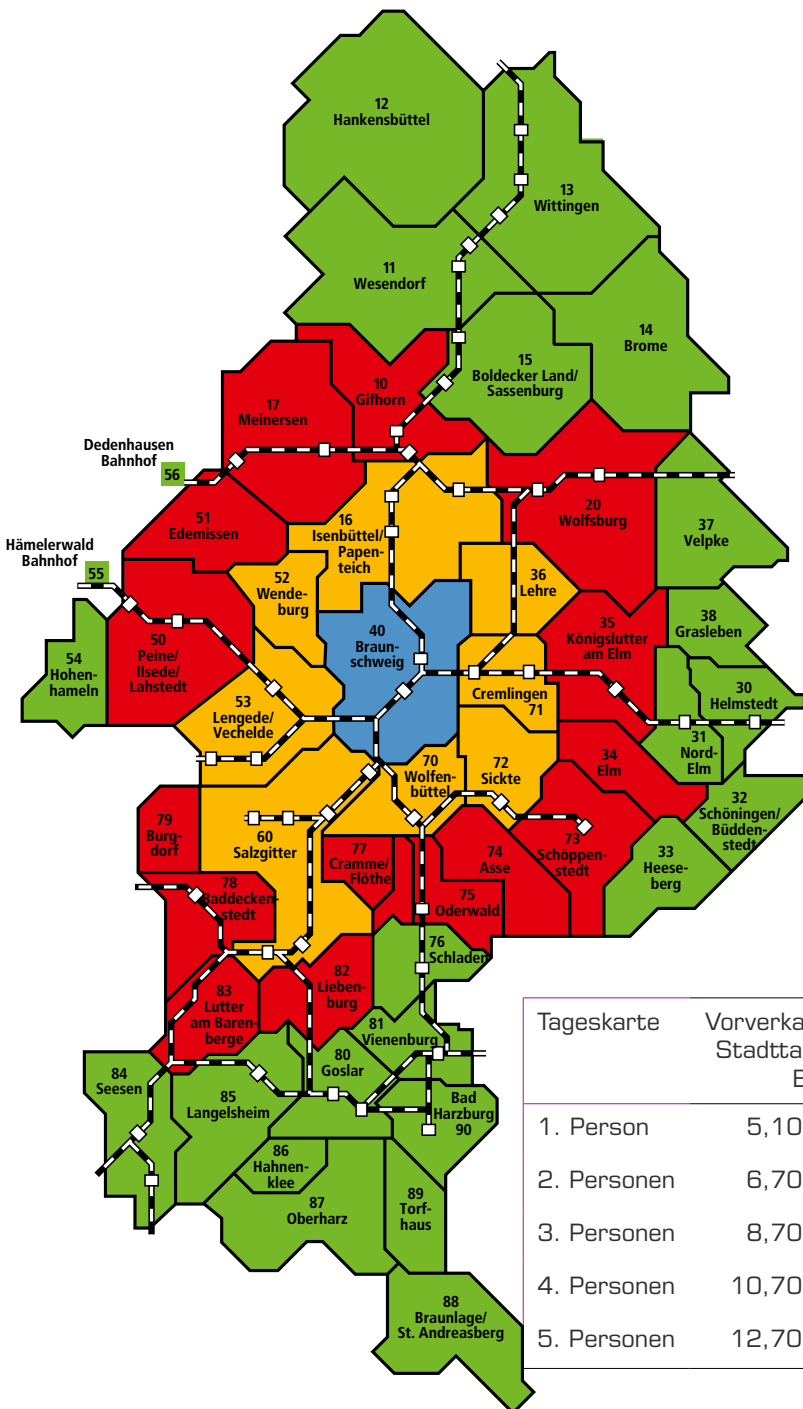 12
Hankensbüttel
13
Wittingen
11
Wesendorf
14
Brome
15
Boldecker Land/
Sassenburg
10
Gifhorn
17
Meinersen
Dedenhausen
Bahnhof
56
51
Edemissen
16
Isenbüttel/
Papen-
teich
20
Wolfsburg
37
Velpke
Hämelerwald
Bahnhof
55
52
Wende-
burg
36
Lehre
40
Braun-
schweig
35
Königslutter
am Elm
38
Grasleben
50
Peine/
Ilsede/
Lahstedt
54
Hohen-
hameln
30
Helmstedt
53
Lengede/
Vechelde
Cremlingen
71
31
Nord-
Elm
70
Wolfen-
büttel
72
Sickte
34
Elm
32
Schöningen/
Büdden-
stedt
79
Burg-
dorf
60
Salzgitter
77
Cramme/
Flöthe
74
Asse
73
Schöppen-
stedt
33
Heese-
berg
78
Baddecken-
stedt
75
Oderwald
76
Schladen
82
Lieben-
burg
83
Lutter
am Baren-
berge
81
Vienenburg
80
Goslar
84
Seesen
85
Langelsheim
Bad
Harzburg
90
86
Hahnen-
klee
87
Oberharz
89
Torf-
haus
88
Braunlage/
St. Andreasberg
Tageskarte Vorverka
Stadtta
E
1. Person 5,10
2. Personen 6,70
3. Personen 8,70
4. Personen 10,70
5. Personen 12,70